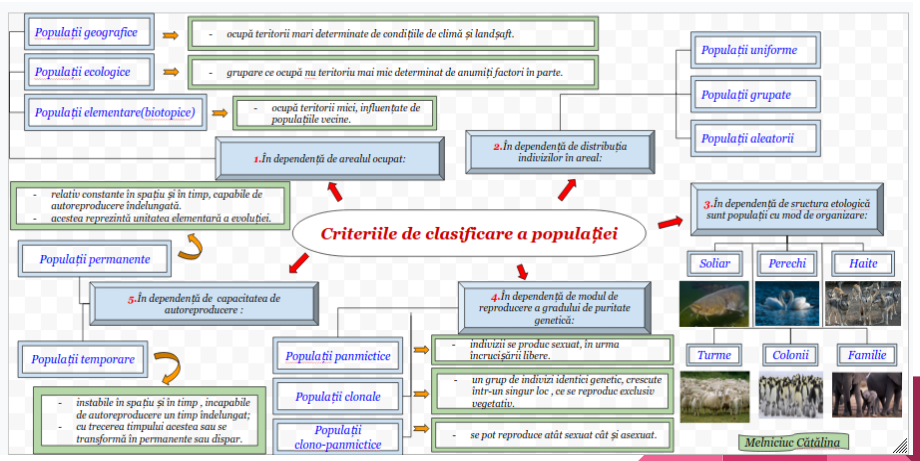 Populații geografice
- ocupă teritorii mari determinate de condițiile de climă și landșaft.
Populații ecologice
- grupare ce ocupă nu teritoriu mai mic determinat de anumiți factori în parte.
Populații elementare(biotopice)
- ocupă teritorii mici, influențate de
populațiile vecine.
1.În dependență de arealul ocupat:
2.În dependență de distribuția
indivizilor în areal:
Populații uniforme
Populații grupate
Populații aleatorii
- relativ constante în spațiu și în timp, capabile de
autoreproducere îndelungată.
- acestea reprezintă unitatea elementară a evoluției.
Criteriile de clasificare a populației
3.În dependență de sructura etologică
sunt populații cu mod de organizare:
Soliar
Perechi
Haite
Turme
Colonii
Familie
Populații permanente
5.În dependență de capacitatea de
autoreproducere :
Populații temporare
- instabile în spațiu și în timp , incapabile
de autoreproducere un timp îndelungat;
- cu trecerea timpului acestea sau se
transformă în permanente sau dispar.
4.În dependență de modul de
reproducere a gradului de puritate
genetică:
Populații panmictice
- indivizii se produc sexuat, în urma
încrucișării libere.
Populații clonale
- un grup de indivizi identici genetic, crescute
într-un singur loc , ce se reproduc exclusiv
vegetativ.
Populații
clono-panmictice
- se pot reproduce atât sexuat cât și asexuat.
Melniciuc Cătălina